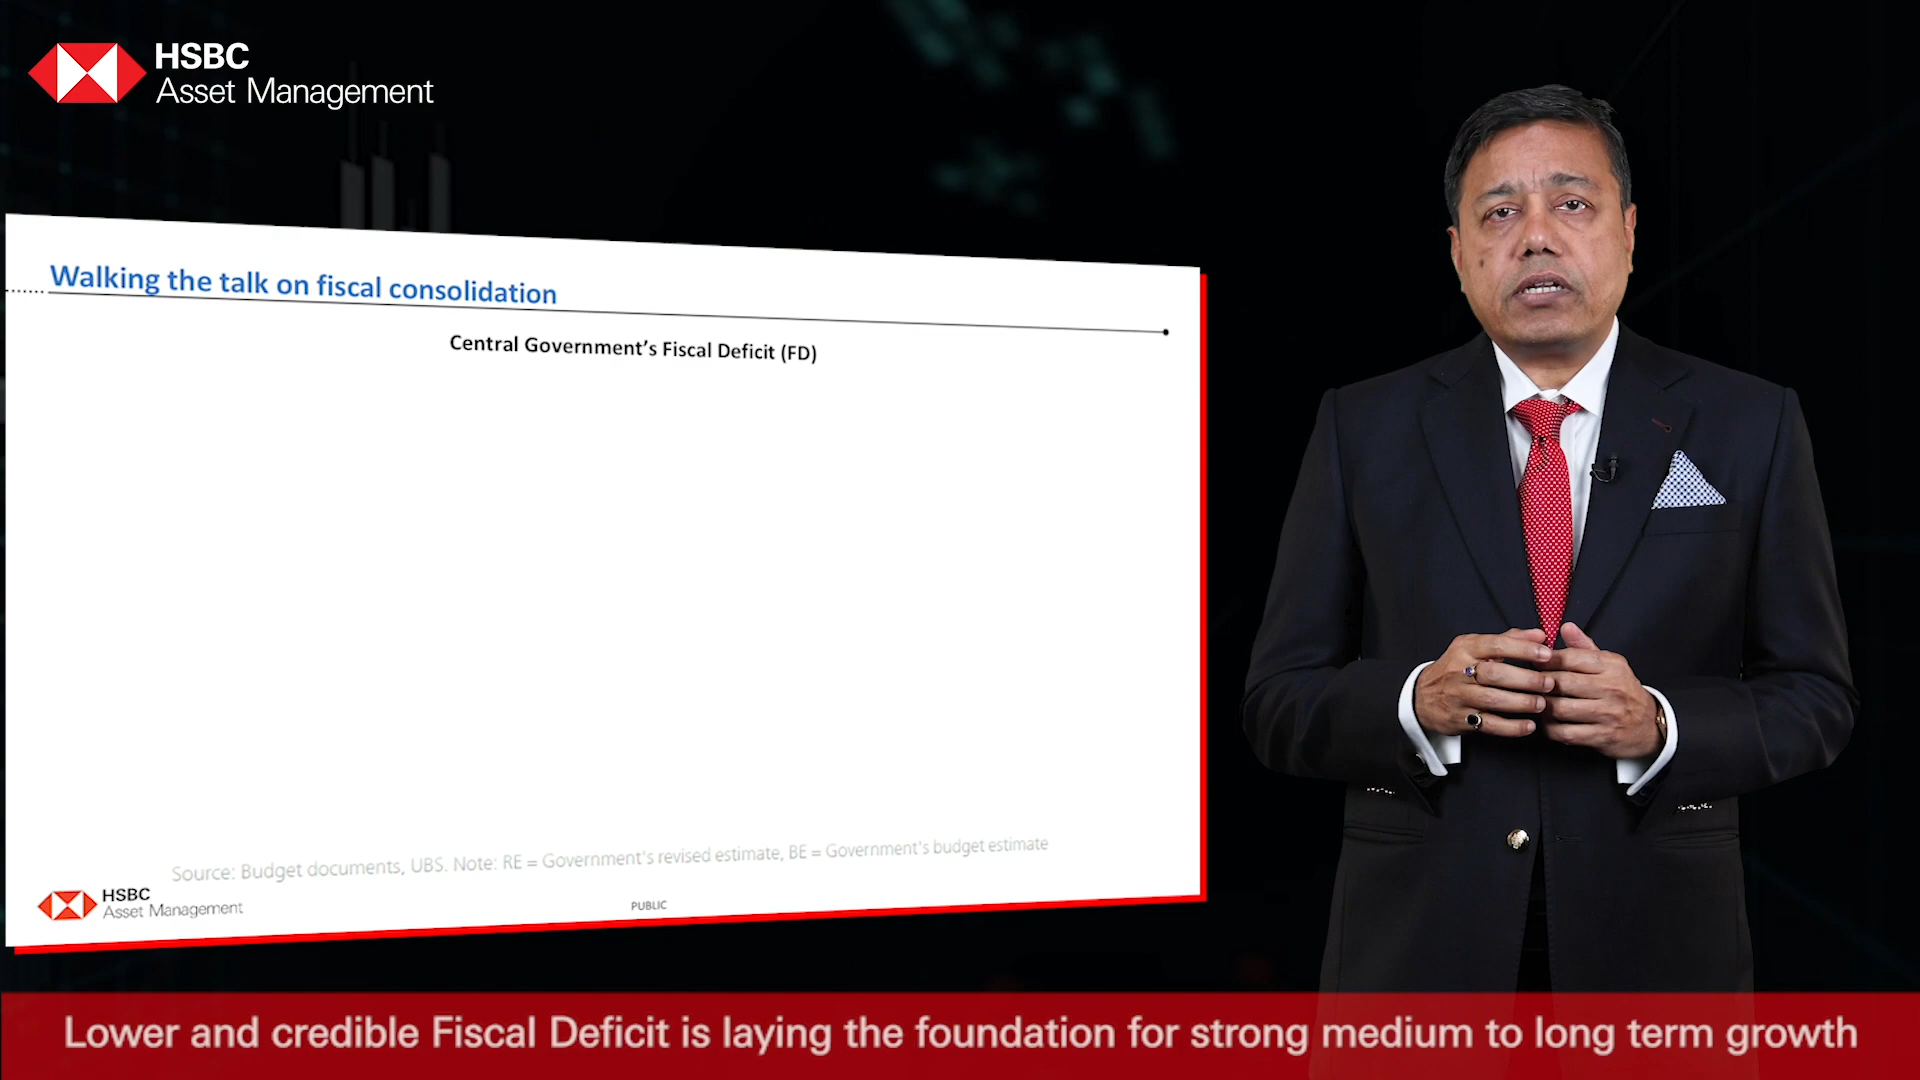 HSBC
Asset Management
Walking the talk on fiscal consolidation
Central Government's Fiscal Deficit (FD)
Source: Budget documents, UBS. Note: RE = Government's revised estimate, BE = Government's budget estimate
HSBC
Asset Management
PUBLIC
Lower and credible Fiscal Deficit is laying the foundation for strong medium to long term growth